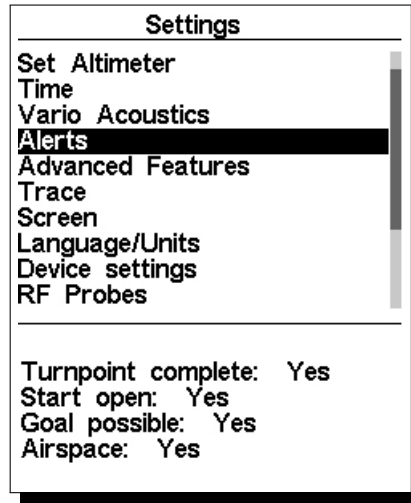 Settings
Set Altimeter
Time
Vario Acoustics
Alerts
Advanced Features
Trace
Screen
Language/Units
Device settings
RF Probes
Turnpoint complete: Yes
Start open: Yes
Goal possible: Yes
Airspace: Yes